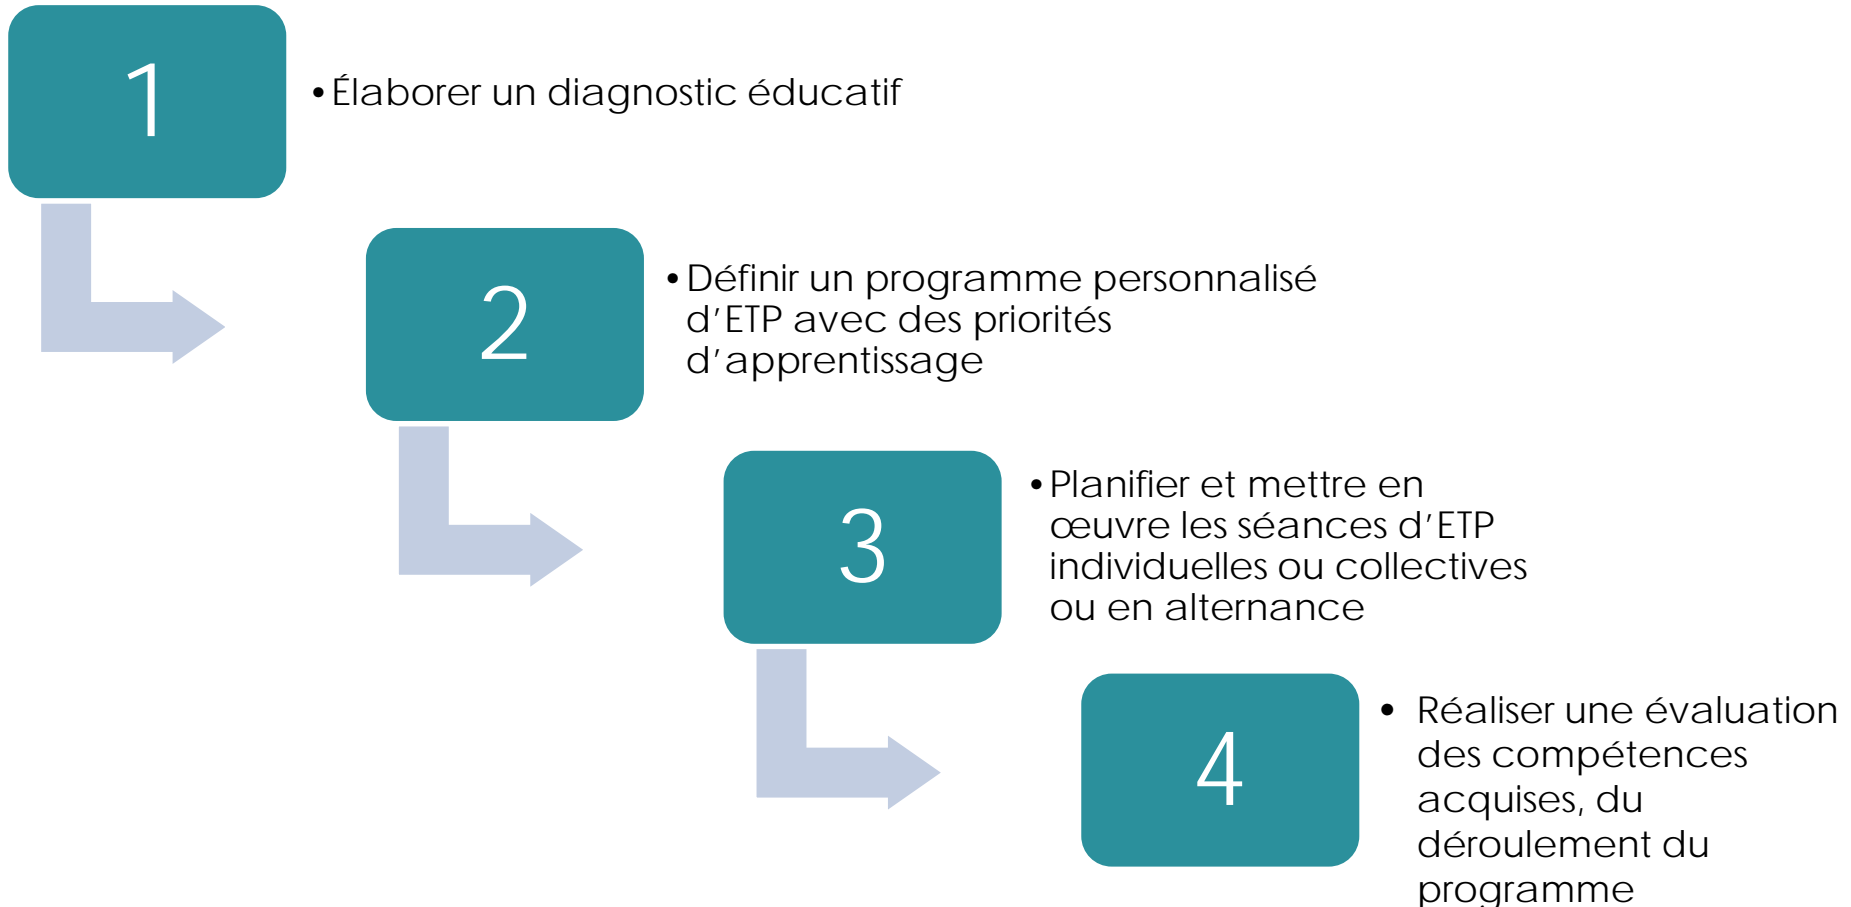 1
•Élaborer un diagnostic éducatif
2
•Définir un programme personnalisé
d’ETP avec des priorités
d’apprentissage
3
•Planifier et mettre en
œuvre les séances d’ETP
individuelles ou collectives
ou en alternance
4
• Réaliser une évaluation
des compétences
acquises, du
déroulement du
programme